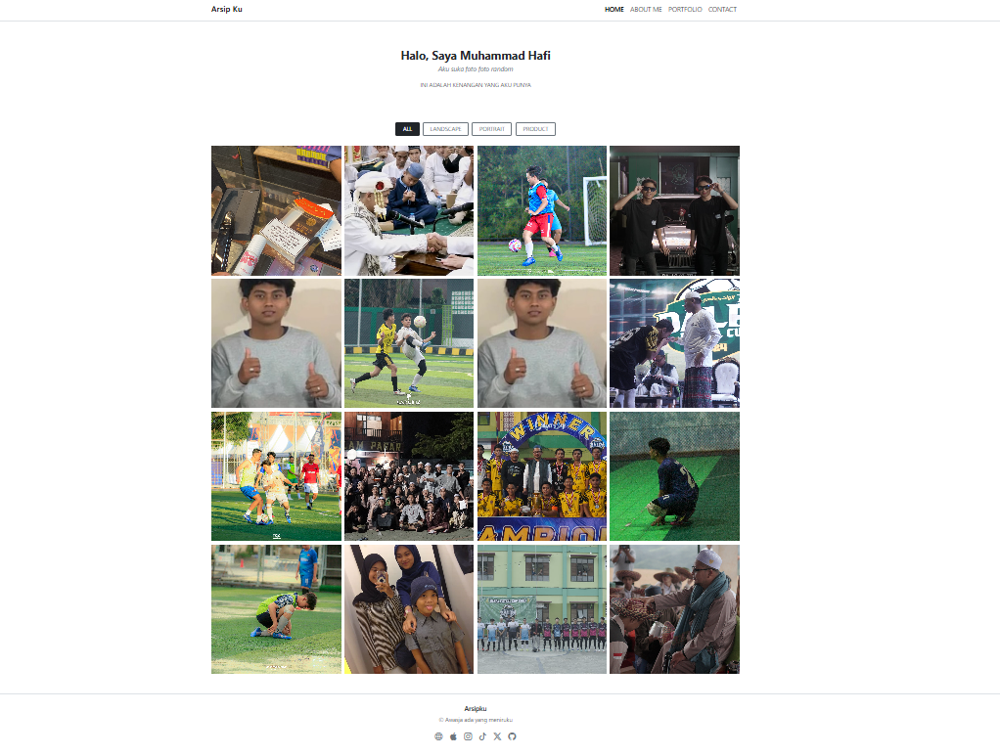 Arsip Ku
HOME ABOUT ME PORTFOLIO CONTACT
Halo, Saya Muhammad Hafi
Aku suka foto foto random
INI ADALAH KENANGAN YANG AKU PUNYA
ALL LANDSCAPE PORTRAIT PRODUCT
WINNER
Arsipku
© Awasja ada yang meniruku